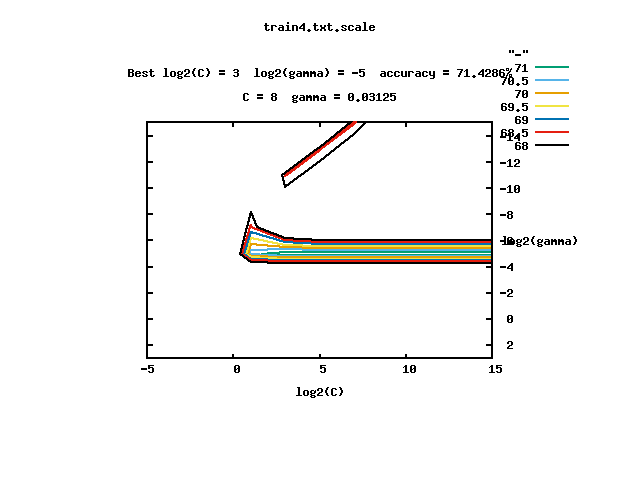 train4.txt.scale
"-"
Best log2(C) = 3  log2(gamma) = -5  accuracy = 71.4286%
71
70.5
70
69.5
69
68.5
68
C = 8  gamma = 0.03125
-14
-12
-10
-8
-6
log2(gamma)
-4
-2
0
2
-5 0 5 10 15
log2(C)